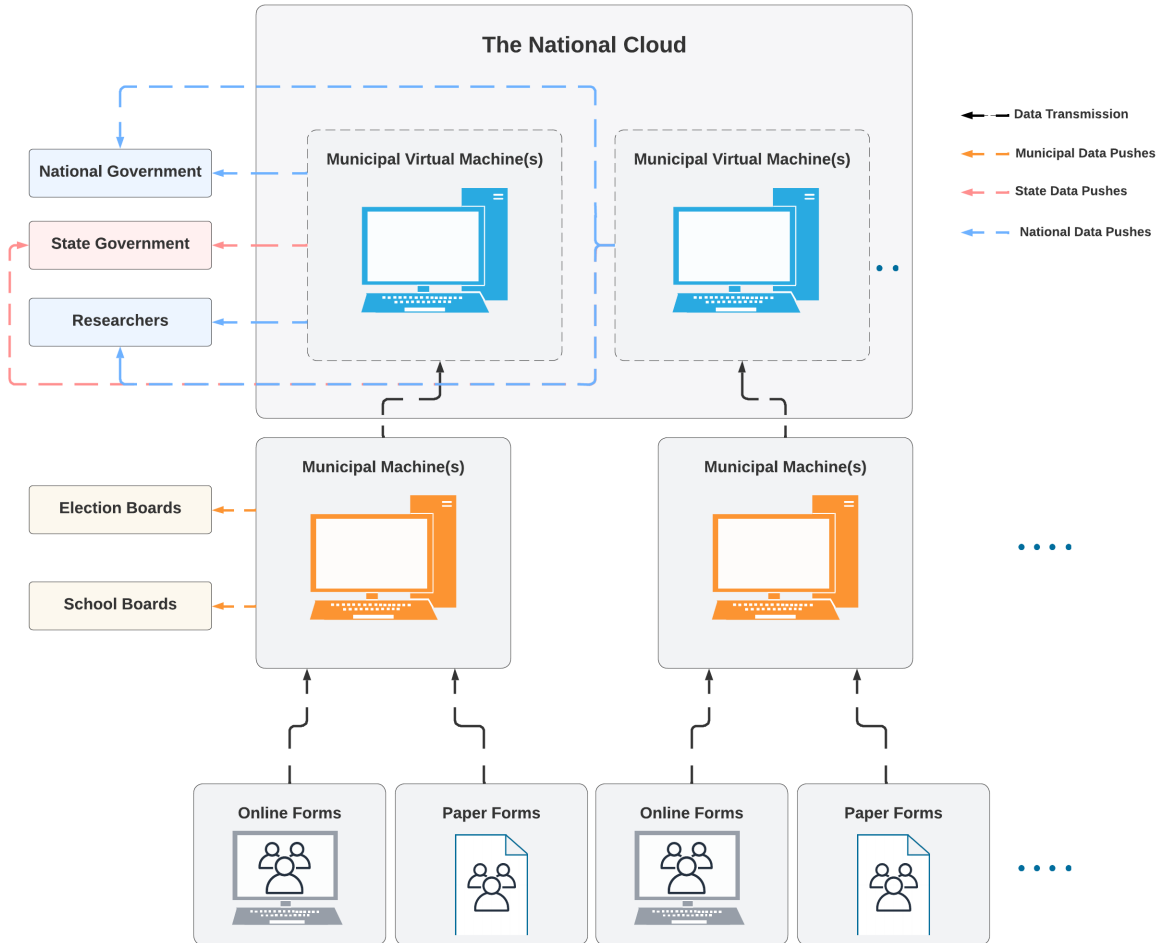 The National Cloud
Data Transmission
Municipal Data Pushes
State Data Pushes
National Data Pushes
Municipal Virtual Machine(s)
Municipal Virtual Machine(s)
National Government
State Government
Researchers
Municipal Machine(s)
Municipal Machine(s)
Election Boards
School Boards
Online Forms
Paper Forms
Online Forms
Paper Forms